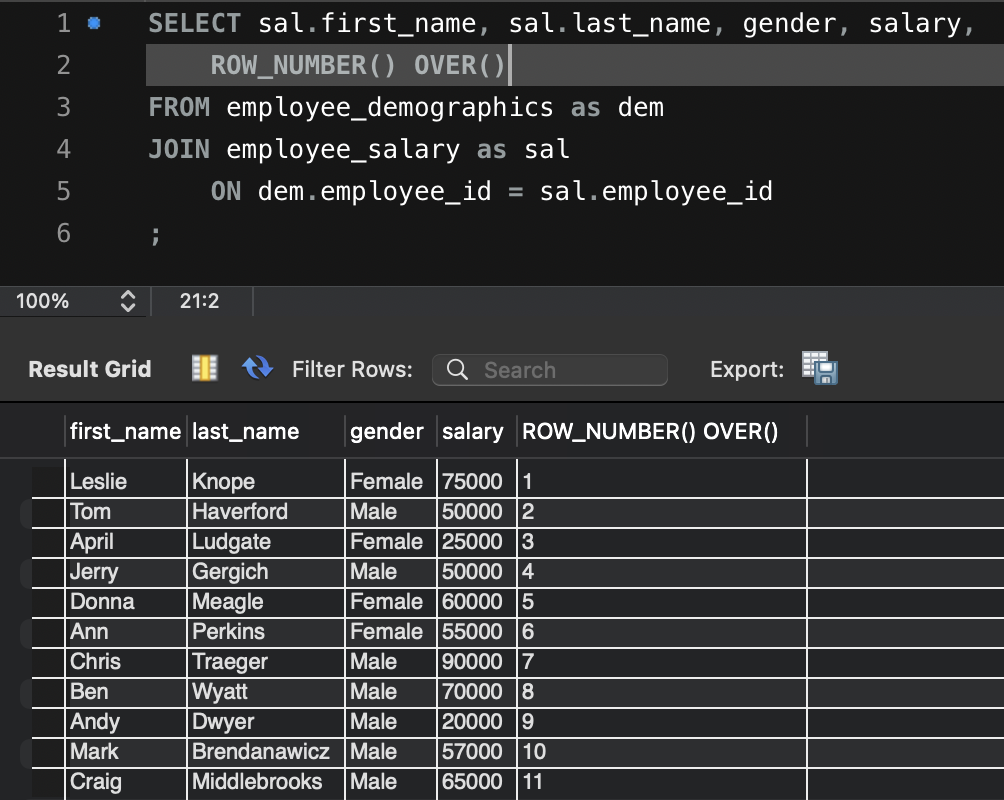 1 SELECT sal.first_name, sal.last_name, gender, salary,
2 ROW_NUMBER() OVER()
3 FROM employee_demographics as dem
4 JOIN employee_salary as sal
5 ON dem.employee_id = sal.employee_id
6 ;
100% 21:2
Result Grid Filter Rows: Search Export:
first_name last_name gender salary ROW_NUMBER() OVER()
Leslie Knope Female 75000 1
Tom Haverford Male 50000 2
April Ludgate Female 25000 3
Jerry Gergich Male 50000 4
Donna Meagle Female 60000 5
Ann Perkins Female 55000 6
Chris Traeger Male 90000 7
Ben Wyatt Male 70000 8
Andy Dwyer Male 20000 9
Mark Brendanawicz Male 57000 10
Craig Middlebrooks Male 65000 11